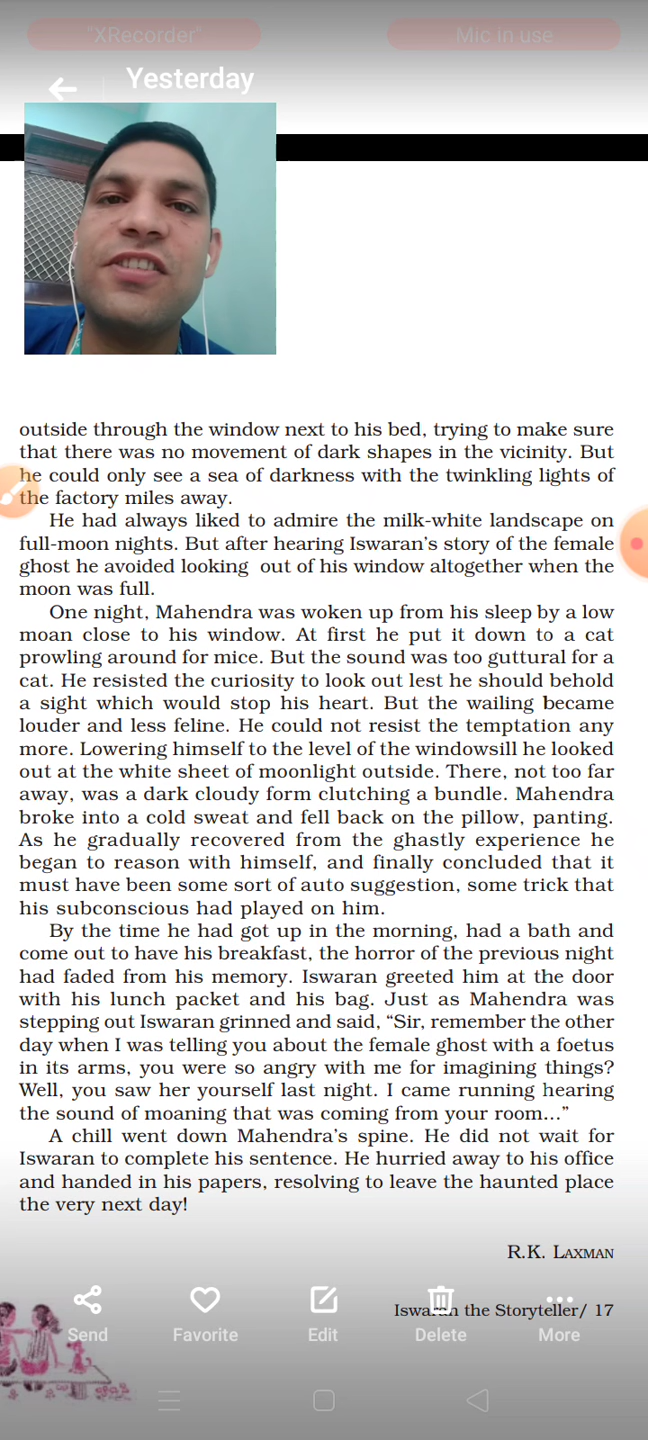 "XRecorder"
Mic in use
Yesterday
outside through the window next to his bed, trying to make sure
that there was no movement of dark shapes in the vicinity. But
he could only see a sea of darkness with the twinkling lights of
the factory miles away.
He had always liked to admire the milk-white landscape on
full-moon nights. But after hearing Iswaran’s story of the female
ghost he avoided looking out of his window altogether when the
moon was full.
One night, Mahendra was woken up from his sleep by a low
moan close to his window. At first he put it down to a cat
prowling around for mice. But the sound was too guttural for a
cat. He resisted the curiosity to look out lest he should behold
a sight which would stop his heart. But the wailing became
louder and less feline. He could not resist the temptation any
more. Lowering himself to the level of the windowsill he looked
out at the white sheet of moonlight outside. There, not too far
away, was a dark cloudy form clutching a bundle. Mahendra
broke into a cold sweat and fell back on the pillow, panting.
As he gradually recovered from the ghastly experience he
began to reason with himself, and finally concluded that it
must have been some sort of auto suggestion, some trick that
his subconscious had played on him.
By the time he had got up in the morning, had a bath and
come out to have his breakfast, the horror of the previous night
had faded from his memory. Iswaran greeted him at the door
with his lunch packet and his bag. Just as Mahendra was
stepping out Iswaran grinned and said, “Sir, remember the other
day when I was telling you about the female ghost with a foetus
in its arms, you were so angry with me for imagining things?
Well, you saw her yourself last night. I came running hearing
the sound of moaning that was coming from your room...”
A chill went down Mahendra’s spine. He did not wait for
Iswaran to complete his sentence. He hurried away to his office
and handed in his papers, resolving to leave the haunted place
the very next day!
R.K. LAXMAN
Iswaran the Storyteller/ 17
Send Favorite Edit Delete More